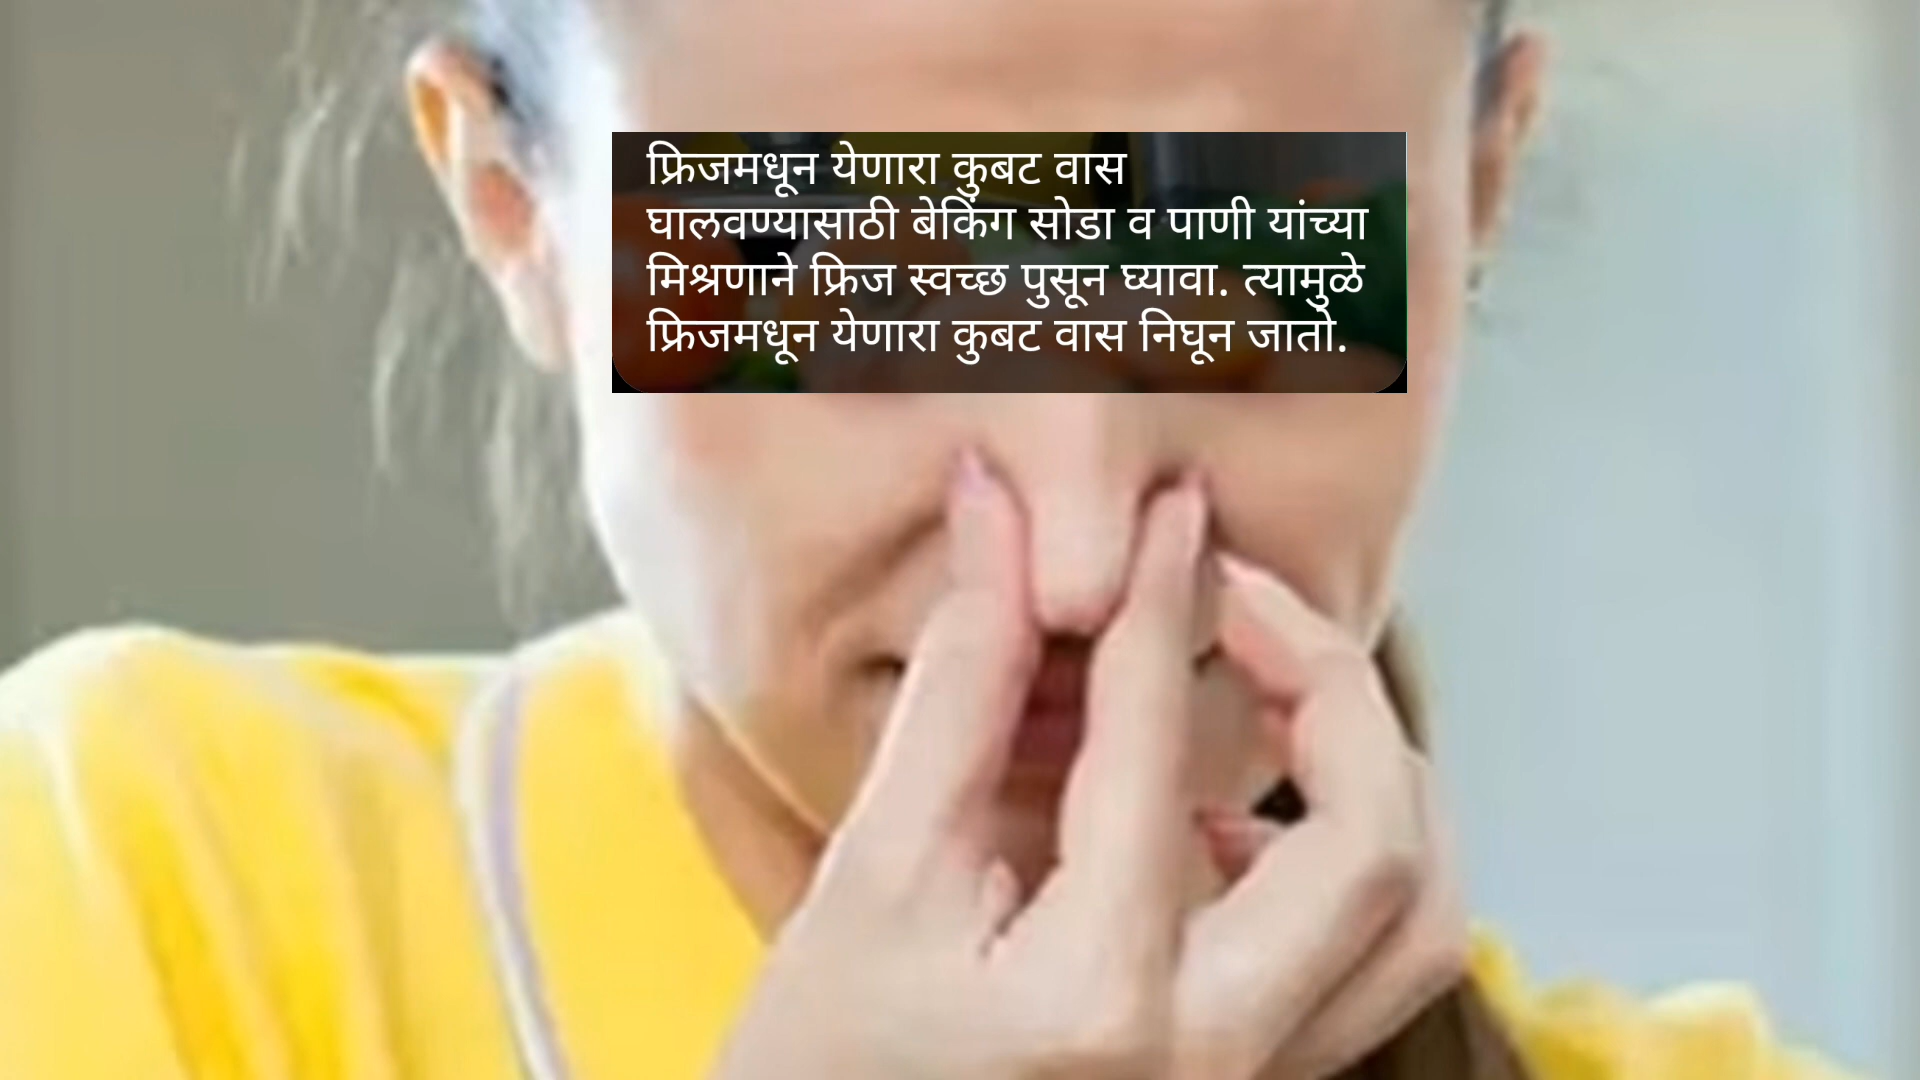 फ्रिजमधून येणारा कुबट वास
घालवण्यासाठी बेकिंग सोडा व पाणी यांच्या
मिश्रणाने फ्रिज स्वच्छ पुसून घ्यावा. त्यामुळे
फ्रिजमधून येणारा कुबट वास निघून जातो.